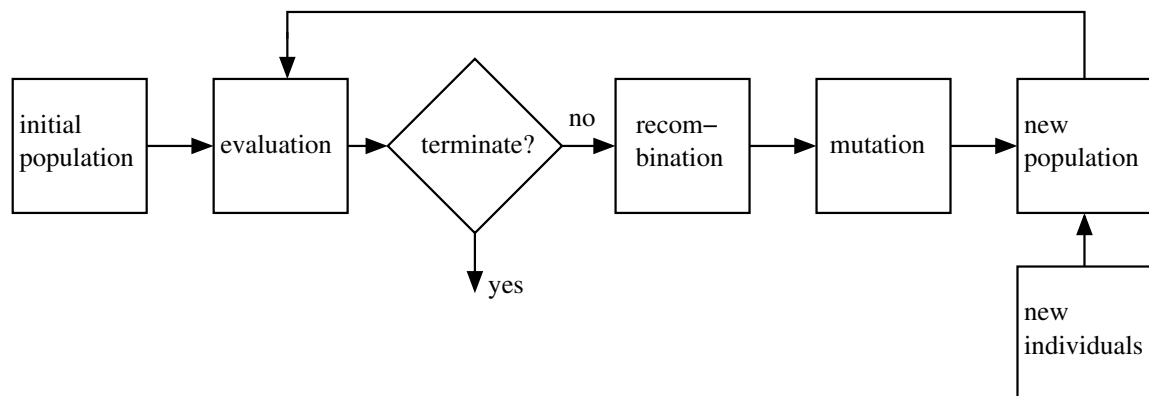 initial
population
evaluation
terminate?
no
yes
recom−
bination
mutation
new
population
new
individuals